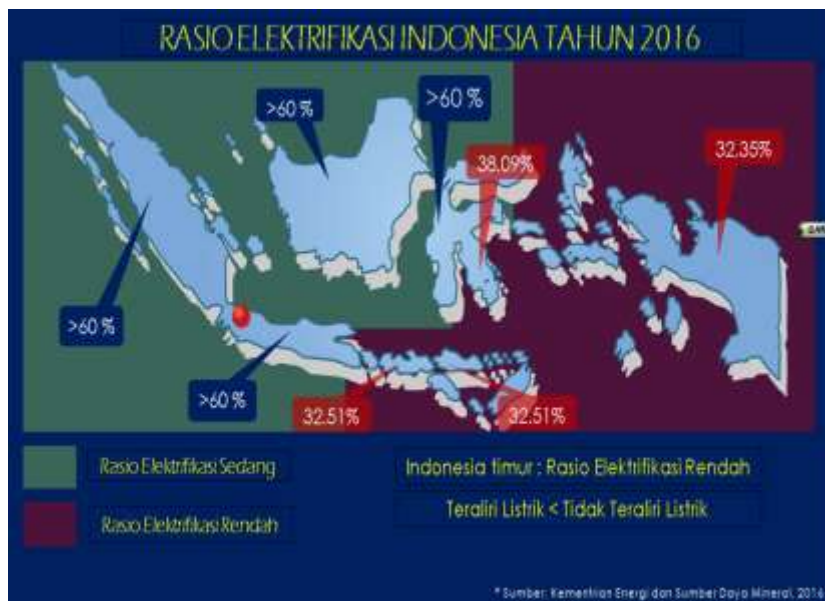 RASIO ELEKTRIFIKASI INDONESIA TAHUN 2016
>60 %
>60 %
38.09%
32.35%
>60 %
>60 %
32.51%
32.51%
Rasio Elektrifikasi Sedang
Indonesia timur : Rasio Elektrifikasi Rendah
Rasio Elektrifikasi Rendah
Teraliri Listrik < Tidak Teraliri Listrik
* Sumber: Kementrian Energi dan Sumber Daya Mineral, 2016